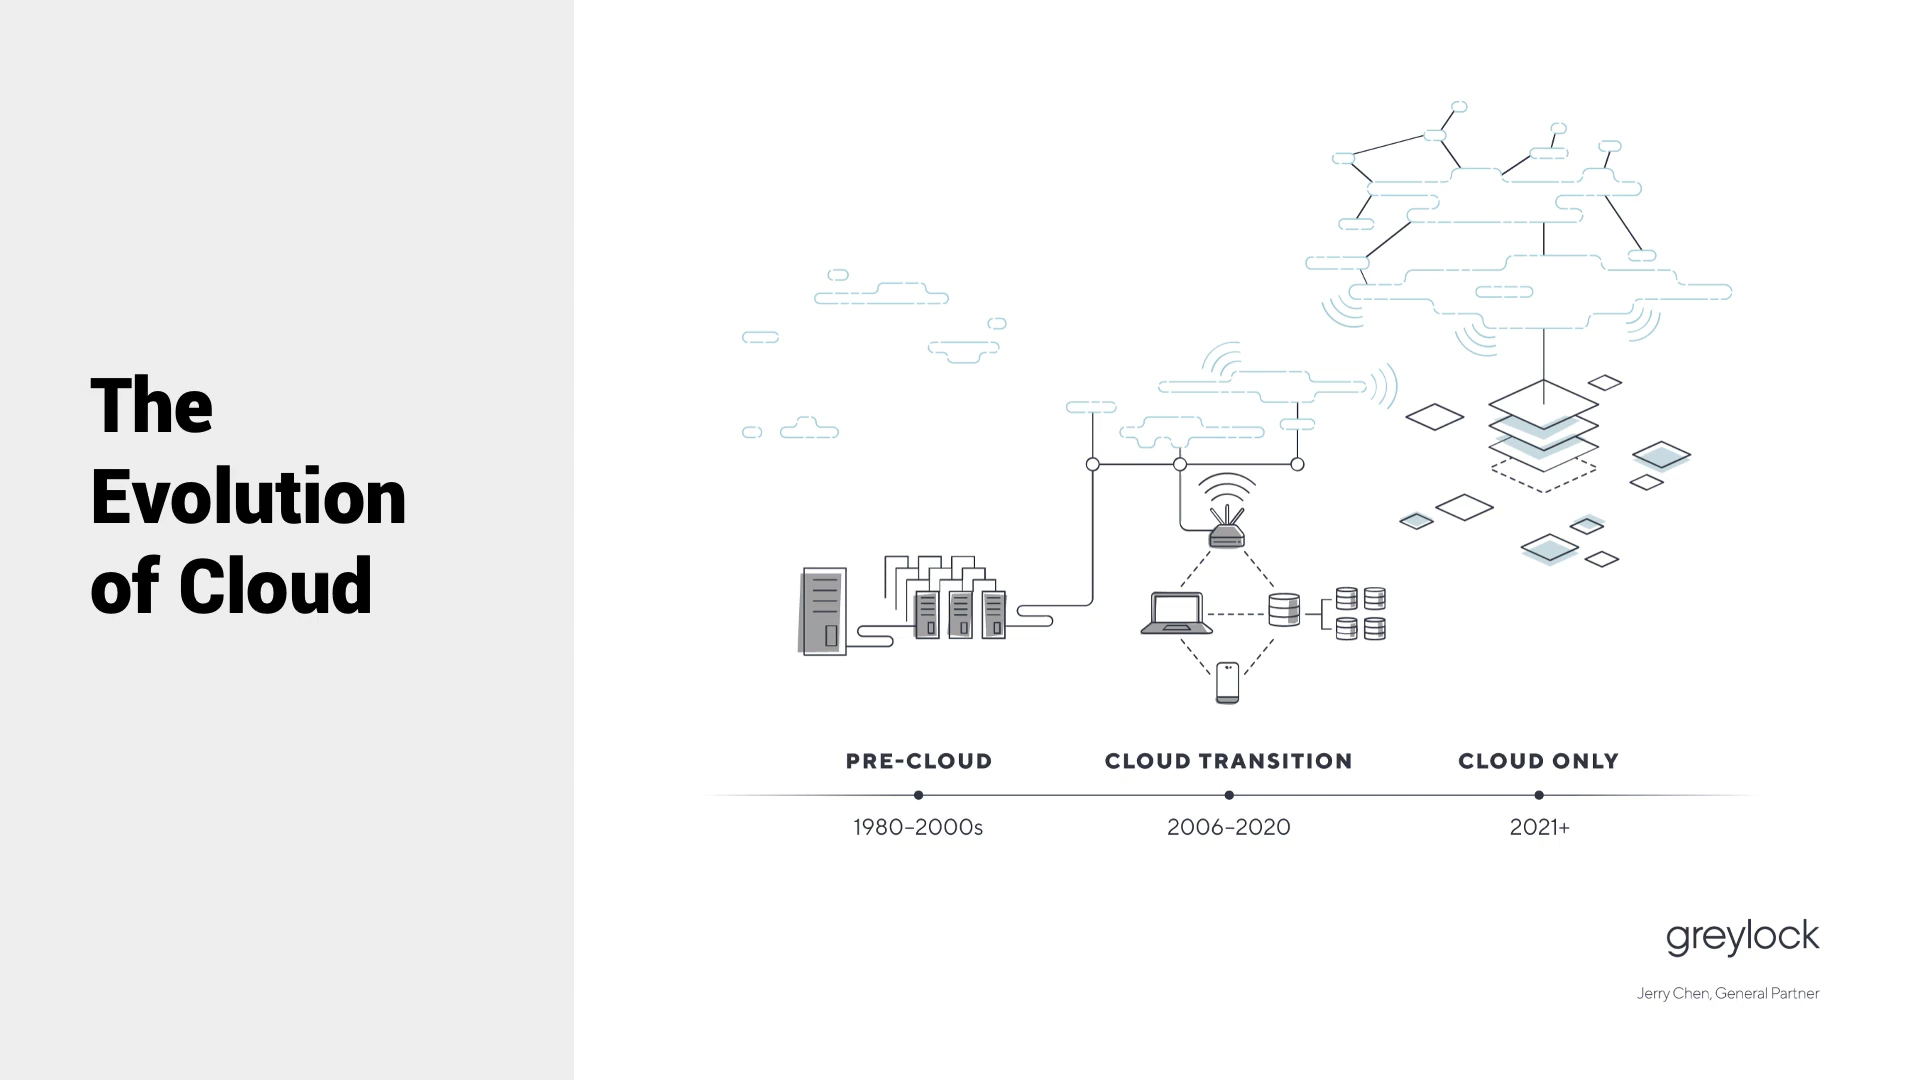 The
Evolution
of Cloud
PRE-CLOUD
CLOUD TRANSITION
CLOUD ONLY
1980–2000s
2006–2020
2021+
greylock
Jerry Chen, General Partner